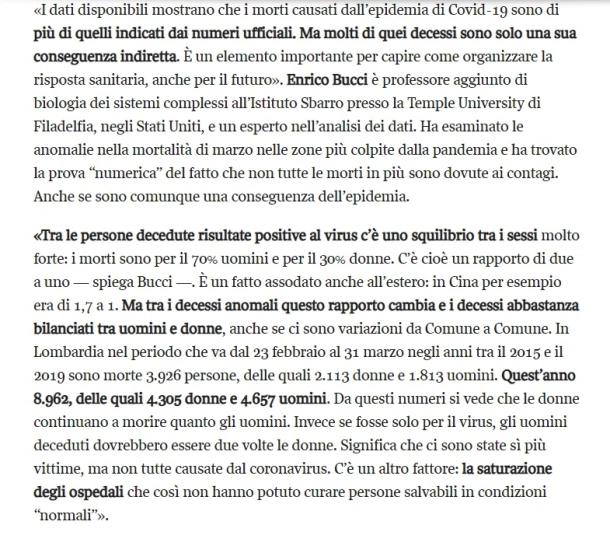 «I dati disponibili mostrano che i morti causati dall'epidemia di Covid-19 sono di
più di quelli indicati dai numeri ufficiali. Ma molti di quei decessi sono solo una sua
conseguenza indiretta. È un elemento importante per capire come organizzare la
risposta sanitaria, anche per il futuro». Enrico Bucci è professore aggiunto di
biologia dei sistemi complessi all'Istituto Sbarro presso la Temple University di
Filadelfia, negli Stati Uniti, e un esperto nell'analisi dei dati. Ha esaminato le
anomalie nella mortalità di marzo nelle zone più colpite dalla pandemia e ha trovato
la prova “numerica” del fatto che non tutte le morti in più sono dovute ai contagi.
Anche se sono comunque una conseguenza dell'epidemia.
«Tra le persone decedute risultate positive al virus c'è uno squilibrio tra i sessi molto
forte: i morti sono per il 70% uomini e per il 30% donne. C'è cioè un rapporto di due
a uno — spiega Bucci —. È un fatto assodato anche all'estero: in Cina per esempio
era di 1,7 a 1. Ma tra i decessi anomali questo rapporto cambia e i decessi abbastanza
bilanciati tra uomini e donne, anche se ci sono variazioni da Comune a Comune. In
Lombardia nel periodo che va dal 23 febbraio al 31 marzo negli anni tra il 2015 e il
2019 sono morte 3.926 persone, delle quali 2.113 donne e 1.813 uomini. Quest'anno
8.962, delle quali 4.305 donne e 4.657 uomini. Da questi numeri si vede che le donne
continuano a morire quanto gli uomini. Invece se fosse solo per il virus, gli uomini
deceduti dovrebbero essere due volte le donne. Significa che ci sono state sì più
vittime, ma non tutte causate dal coronavirus. C'è un altro fattore: la saturazione
degli ospedali che così non hanno potuto curare persone salvabili in condizioni
“normali”».